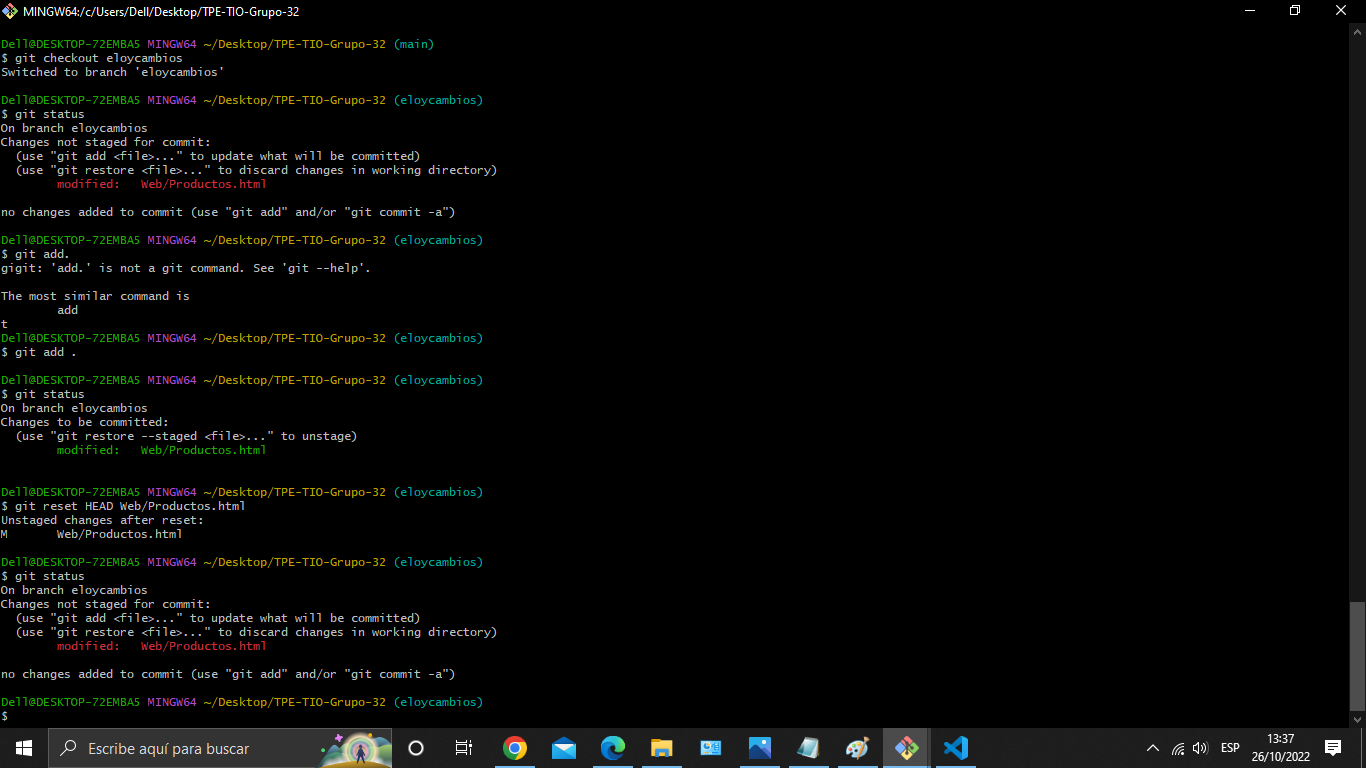 MINGW64:/c/Users/Dell/Desktop/TPE-TIO-Grupo-32
Dell@DESKTOP-72EMBA5 MINGW64 ~/Desktop/TPE-TIO-Grupo-32 (main)
$ git checkout eloycambios
Switched to branch 'eloycambios'
Dell@DESKTOP-72EMBA5 MINGW64 ~/Desktop/TPE-TIO-Grupo-32 (eloycambios)
$ git status
On branch eloycambios
Changes not staged for commit:
  (use "git add <file>..." to update what will be committed)
  (use "git restore <file>..." to discard changes in working directory)
        modified:   Web/Productos.html
no changes added to commit (use "git add" and/or "git commit -a")
Dell@DESKTOP-72EMBA5 MINGW64 ~/Desktop/TPE-TIO-Grupo-32 (eloycambios)
$ git add.
gigit: 'add.' is not a git command. See 'git --help'.
The most similar command is
        add
t
Dell@DESKTOP-72EMBA5 MINGW64 ~/Desktop/TPE-TIO-Grupo-32 (eloycambios)
$ git add .
Dell@DESKTOP-72EMBA5 MINGW64 ~/Desktop/TPE-TIO-Grupo-32 (eloycambios)
$ git status
On branch eloycambios
Changes to be committed:
  (use "git restore --staged <file>..." to unstage)
        modified:   Web/Productos.html
Dell@DESKTOP-72EMBA5 MINGW64 ~/Desktop/TPE-TIO-Grupo-32 (eloycambios)
$ git reset HEAD Web/Productos.html
Unstaged changes after reset:
M       Web/Productos.html
Dell@DESKTOP-72EMBA5 MINGW64 ~/Desktop/TPE-TIO-Grupo-32 (eloycambios)
$ git status
On branch eloycambios
Changes not staged for commit:
  (use "git add <file>..." to update what will be committed)
  (use "git restore <file>..." to discard changes in working directory)
        modified:   Web/Productos.html
no changes added to commit (use "git add" and/or "git commit -a")
Dell@DESKTOP-72EMBA5 MINGW64 ~/Desktop/TPE-TIO-Grupo-32 (eloycambios)
$
Escribe aquí para buscar
ESP
13:37
26/10/2022